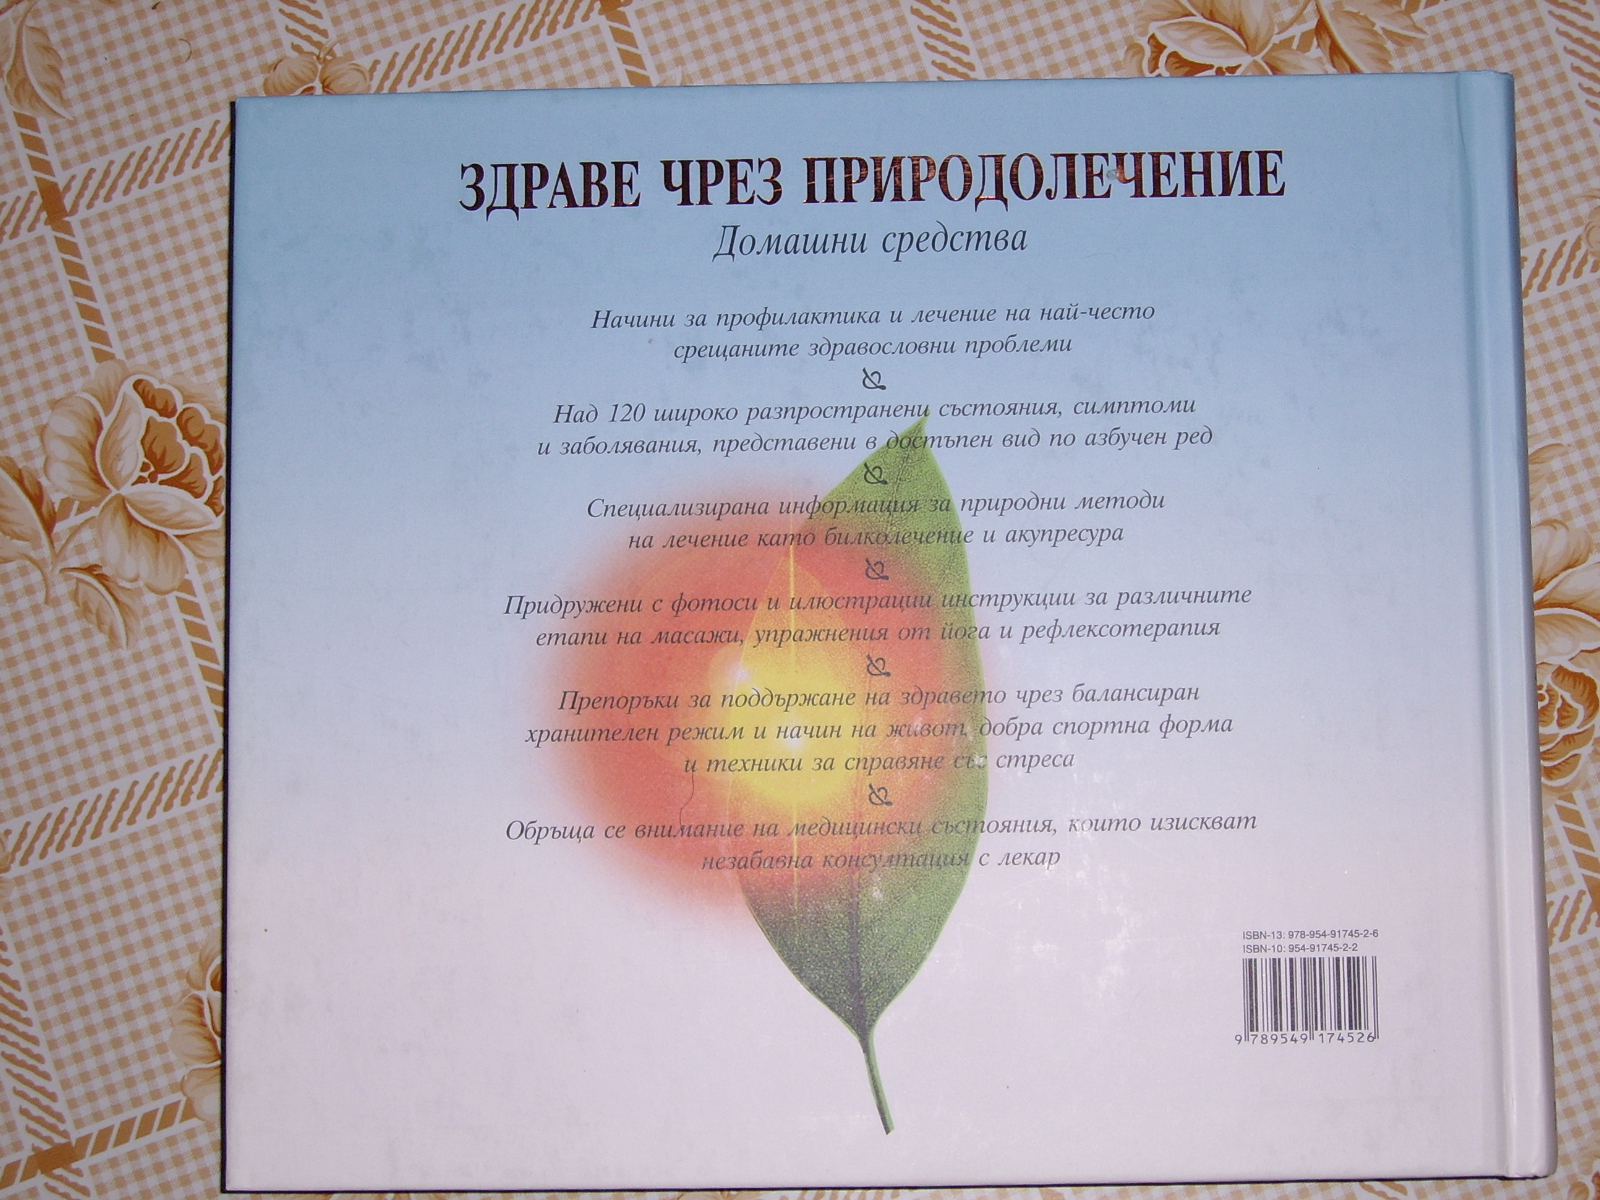 ЗДРАВЕ ЧРЕЗ ПРИРОДОЛЕЧЕНИЕ
Домашни средства
Начини за профилактика и лечение на най-често
срещаните здравословни проблеми
Над 120 широко разпространени състояния, симптоми
и заболявания, представени в достъпен вид по азбучен ред
Специализирана информация за природни методи
на лечение като билколечение и акупресура
Придружени с фотоси и илюстрации инструкции за различните
етапи на масажи, упражнения от йога и рефлексотерапия
Препоръки за поддържане на здравето чрез балансиран
хранителен режим и начин на живот, добра спортна форма
и техники за справяне със стреса
Обръща се внимание на медицински състояния, които изискват
незабавна консултация с лекар
ISBN-13: 978-954-91745-2-6
ISBN-10: 954-91745-2-2
9 789549 174526